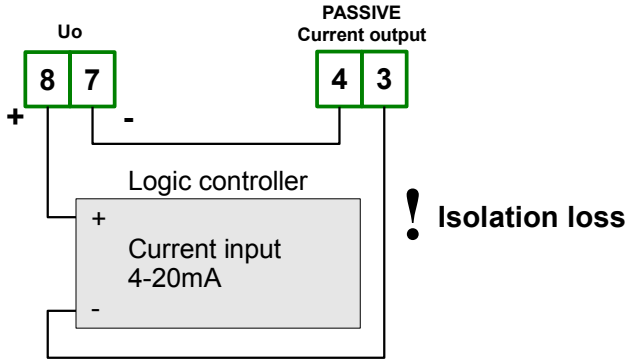 PASSIVE
Uo Current output
8 7 4 3
+ -
Logic controller
+
Current input
4-20mA
-
! Isolation loss